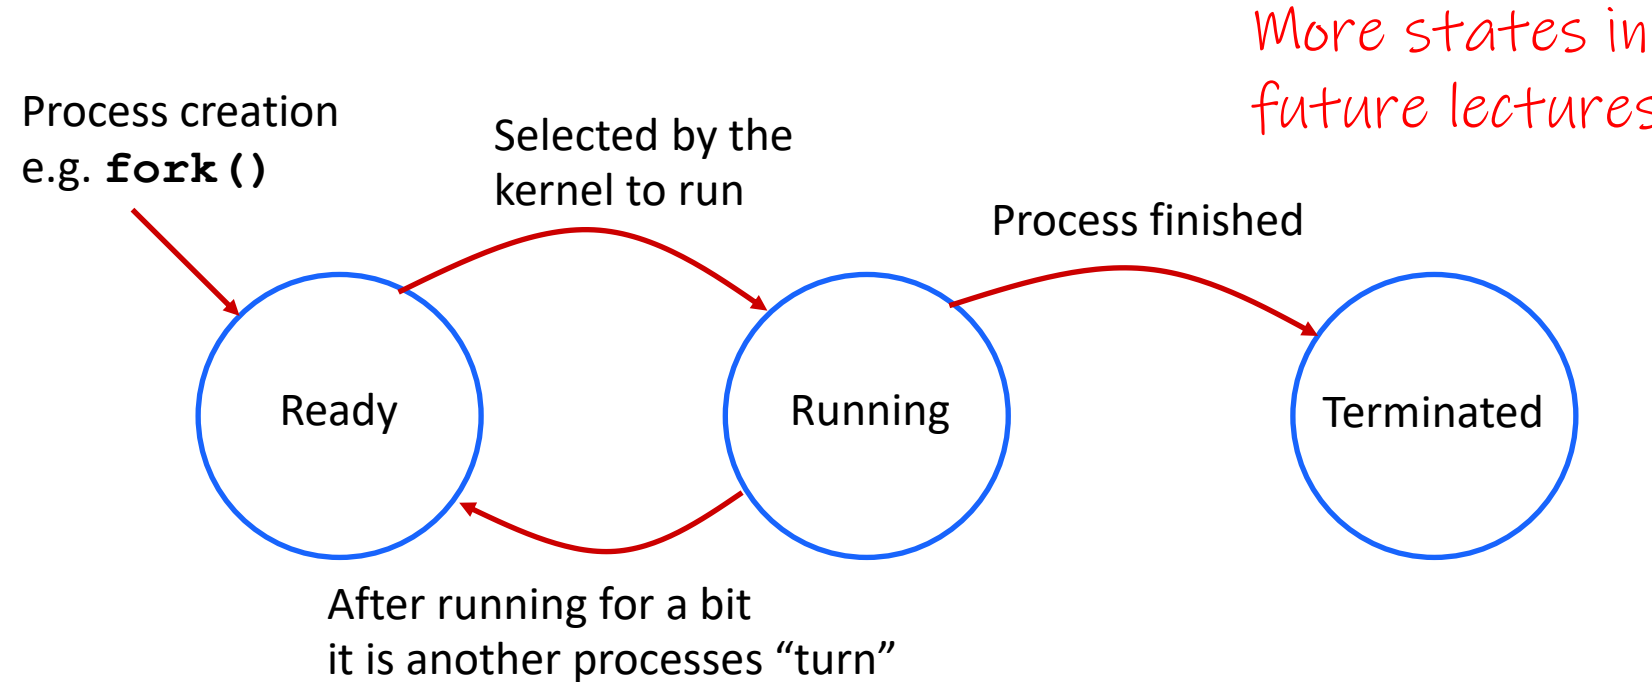 More states in
future lectures
Process creation
e.g. fork()
Selected by the
kernel to run
Process finished
Ready
Running
Terminated
After running for a bit
it is another processes “turn”